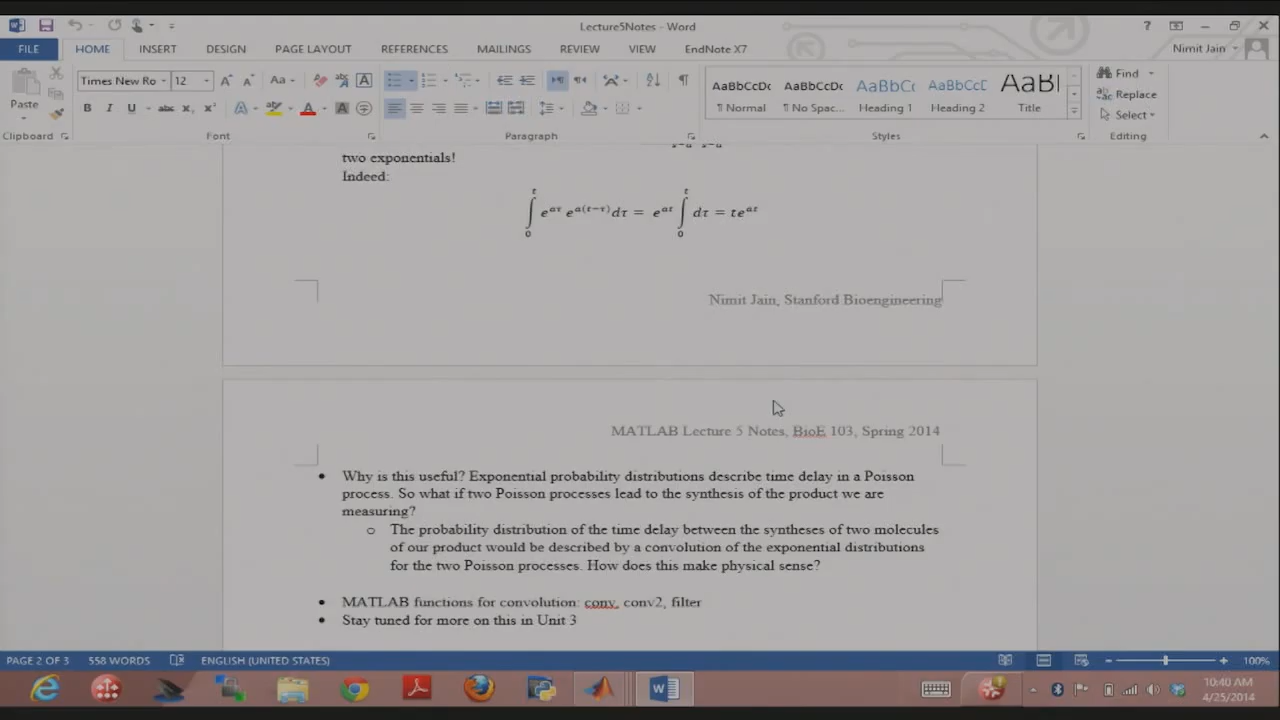 Lecture5Notes - Word
?
FILE HOME INSERT DESIGN PAGE LAYOUT REFERENCES MAILINGS REVIEW VIEW EndNote X7 Nimit Jain
Paste
Times New Ro 12
B I U abc
Clipboard Font Paragraph Styles Editing
AaBbCcDc AaBbCcDc AaBbCc AaBbCcD
¶ Normal ¶ No Spac... Heading 1 Heading 2 Title
Find
Replace
Select
two exponentials!
Indeed:
∫₀ᵗ e^{aτ} e^{a(t−τ)}dτ = e^{at} ∫₀ᵗ dτ = te^{at}
Nimit Jain, Stanford Bioengineering
MATLAB Lecture 5 Notes, BioE 103, Spring 2014
• Why is this useful? Exponential probability distributions describe time delay in a Poisson
process. So what if two Poisson processes lead to the synthesis of the product we are
measuring?
o The probability distribution of the time delay between the syntheses of two molecules
of our product would be described by a convolution of the exponential distributions
for the two Poisson processes. How does this make physical sense?
• MATLAB functions for convolution: conv, conv2, filter
• Stay tuned for more on this in Unit 3
PAGE 2 OF 3 558 WORDS ENGLISH (UNITED STATES) 100%
10:40 AM
4/25/2014